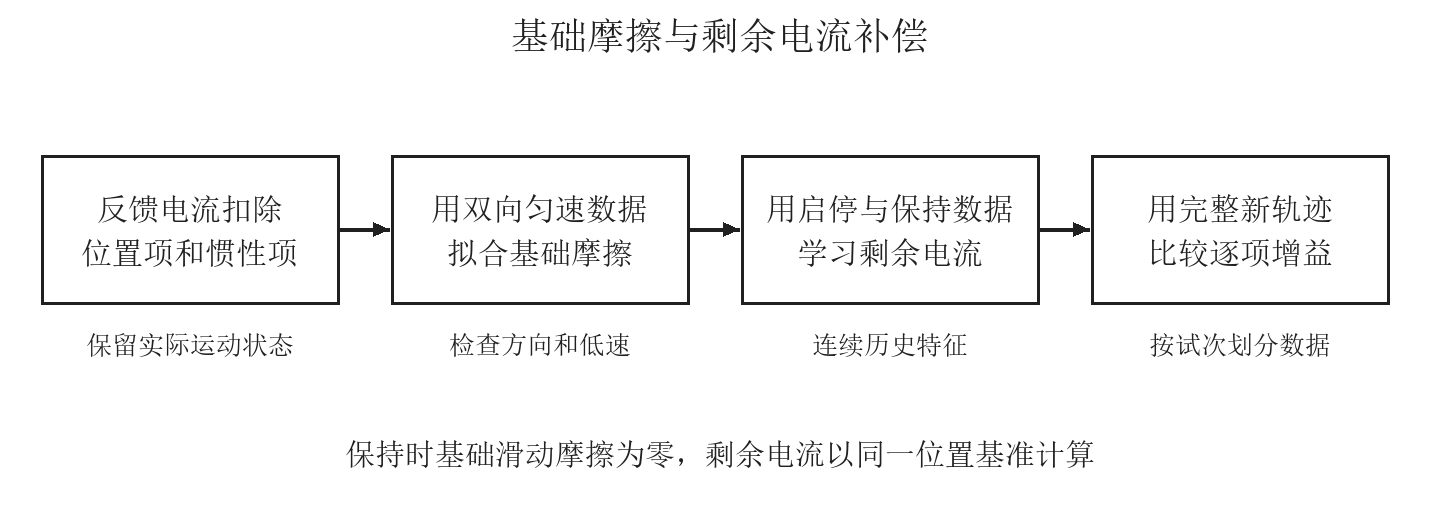 基础摩擦与剩余电流补偿
反馈电流扣除
位置项和惯性项
用双向匀速数据
拟合基础摩擦
用启停与保持数据
学习剩余电流
用完整新轨迹
比较逐项增益
保留实际运动状态
检查方向和低速
连续历史特征
按试次划分数据
保持时基础滑动摩擦为零，剩余电流以同一位置基准计算